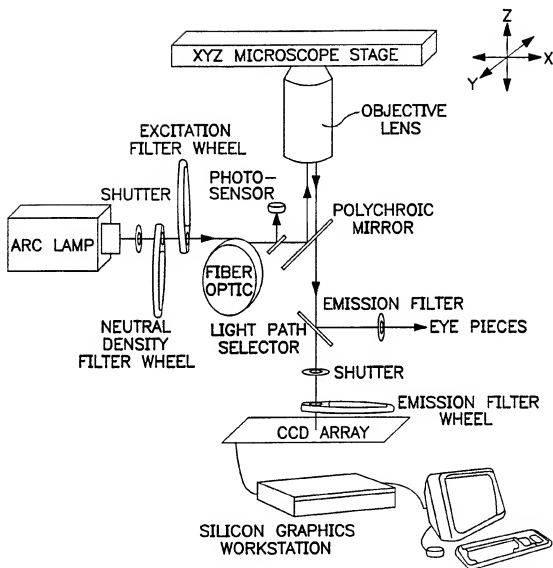 Z
X
Y
XYZ MICROSCOPE STAGE
OBJECTIVE
LENS
EXCITATION
FILTER WHEEL
PHOTO-
SENSOR
SHUTTER
POLYCHROIC
MIRROR
ARC LAMP
FIBER
OPTIC
NEUTRAL
DENSITY
FILTER WHEEL
LIGHT PATH
SELECTOR
EMISSION FILTER
EYE PIECES
SHUTTER
EMISSION FILTER
WHEEL
CCD ARRAY
SILICON GRAPHICS
WORKSTATION